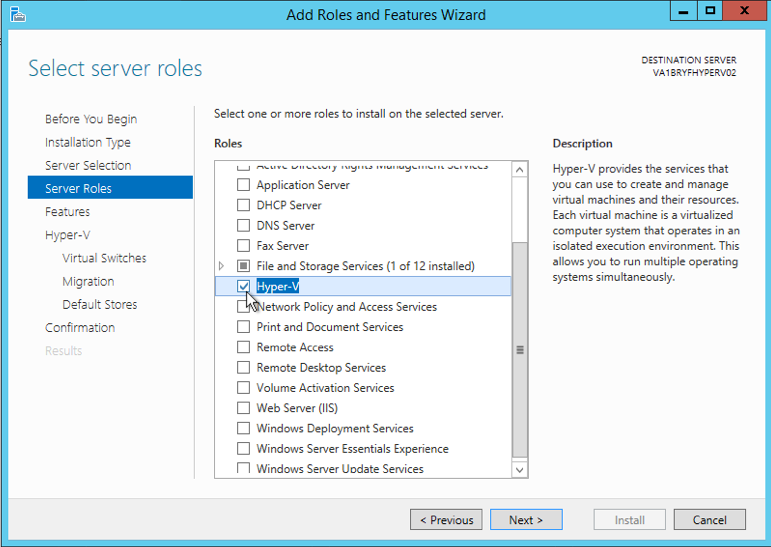 Add Roles and Features Wizard
Select server roles
DESTINATION SERVER
VA1BRYFHYPERV02
Before You Begin
Installation Type
Server Selection
Server Roles
Features
Hyper-V
Virtual Switches
Migration
Default Stores
Confirmation
Results
Select one or more roles to install on the selected server.
Roles
Active Directory Rights Management Services
Application Server
DHCP Server
DNS Server
Fax Server
File and Storage Services (1 of 12 installed)
Hyper-V
Network Policy and Access Services
Print and Document Services
Remote Access
Remote Desktop Services
Volume Activation Services
Web Server (IIS)
Windows Deployment Services
Windows Server Essentials Experience
Windows Server Update Services
Description
Hyper-V provides the services that
you can use to create and manage
virtual machines and their resources.
Each virtual machine is a virtualized
computer system that operates in an
isolated execution environment. This
allows you to run multiple operating
systems simultaneously.
< Previous
Next >
Install
Cancel